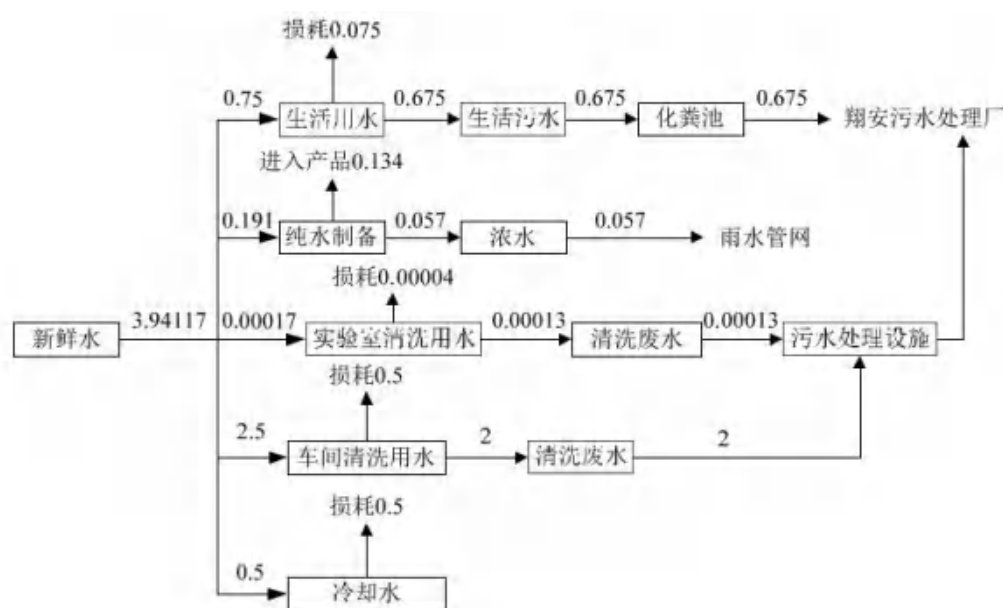 损耗0.075
0.75
生活用水
0.675
生活污水
0.675
化粪池
0.675
翔安污水处理厂
进入产品0.134
0.191
纯水制备
0.057
浓水
0.057
雨水管网
损耗0.00004
新鲜水
3.94117
0.00017
实验室清洗用水
0.00013
清洗废水
0.00013
污水处理设施
损耗0.5
2.5
车间清洗用水
2
清洗废水
2
损耗0.5
0.5
冷却水